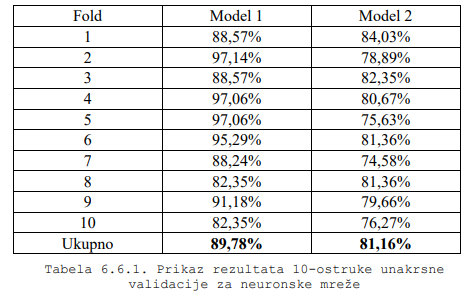 Fold Model 1 Model 2
1 88,57% 84,03%
2 97,14% 78,89%
3 88,57% 82,35%
4 97,06% 80,67%
5 97,06% 75,63%
6 95,29% 81,36%
7 88,24% 74,58%
8 82,35% 81,36%
9 91,18% 79,66%
10 82,35% 76,27%
Ukupno 89,78% 81,16%
Tabela 6.6.1. Prikaz rezultata 10-ostruke unakrsne
validacije za neuronske mreže